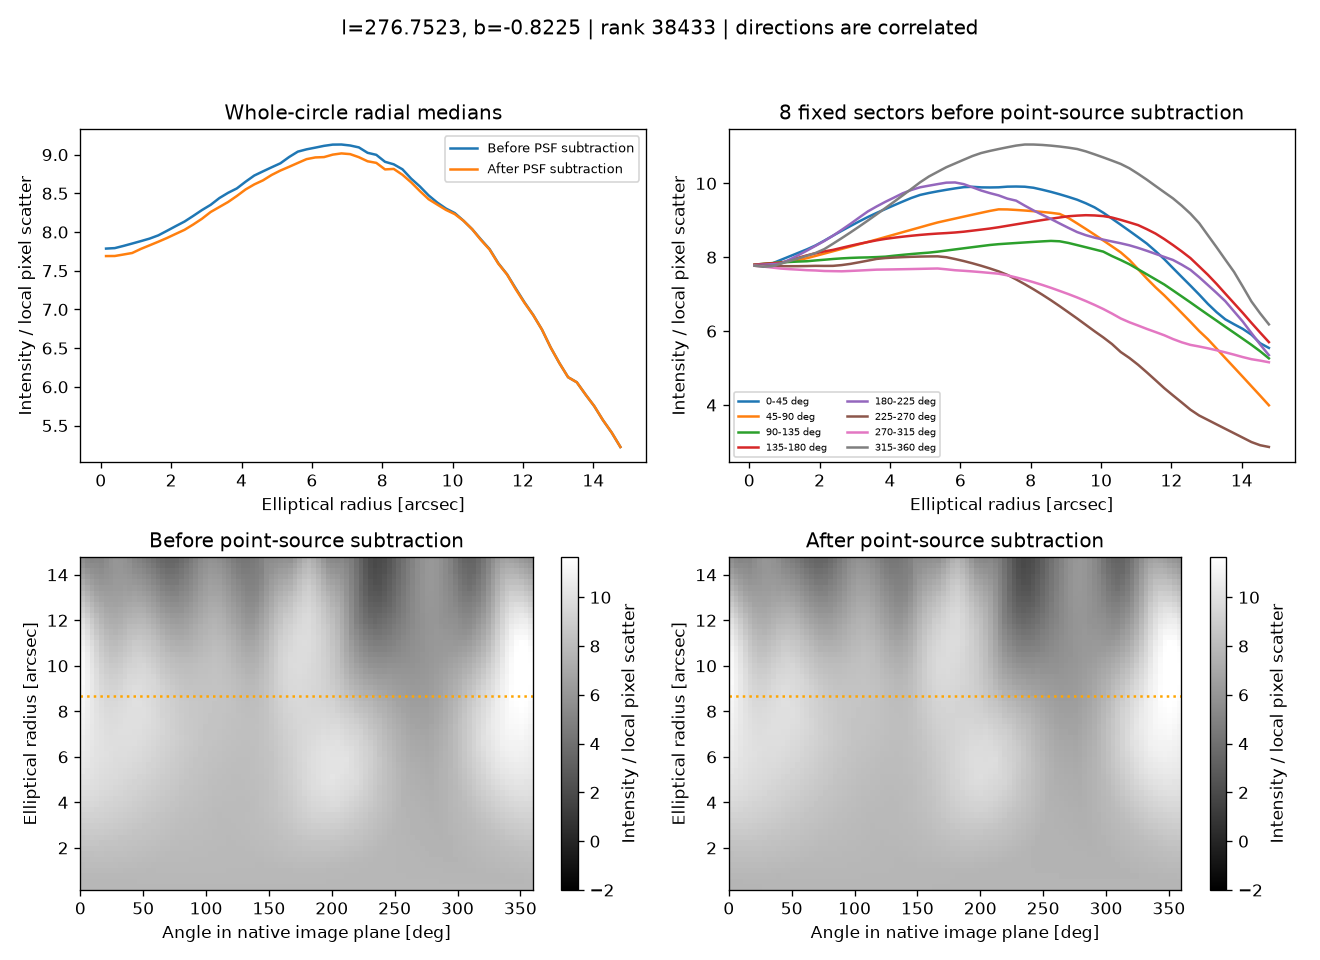 l=276.7523, b=-0.8225 | rank 38433 | directions are correlated
Whole-circle radial medians
Intensity / local pixel scatter
9.0
8.5
8.0
7.5
7.0
6.5
6.0
5.5
Before PSF subtraction
After PSF subtraction
0 2 4 6 8 10 12 14
Elliptical radius [arcsec]
8 fixed sectors before point-source subtraction
Intensity / local pixel scatter
10
8
6
4
0-45 deg
45-90 deg
90-135 deg
135-180 deg
180-225 deg
225-270 deg
270-315 deg
315-360 deg
0 2 4 6 8 10 12 14
Elliptical radius [arcsec]
Before point-source subtraction
Elliptical radius [arcsec]
14
12
10
8
6
4
2
0 50 100 150 200 250 300 350
Angle in native image plane [deg]
10
8
6
4
2
0
−2
Intensity / local pixel scatter
After point-source subtraction
Elliptical radius [arcsec]
14
12
10
8
6
4
2
0 50 100 150 200 250 300 350
Angle in native image plane [deg]
10
8
6
4
2
0
−2
Intensity / local pixel scatter